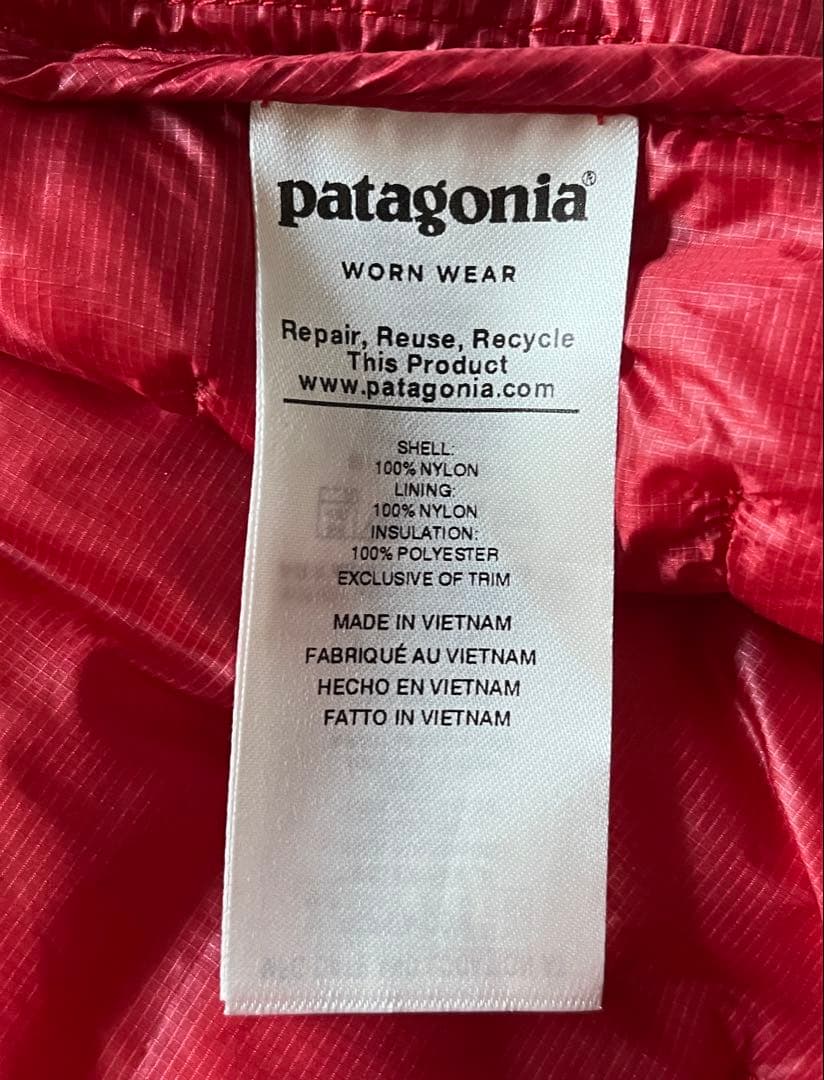 patagonia®
WORN WEAR
Repair, Reuse, Recycle
This Product
www.patagonia.com
SHELL:
100% NYLON
LINING:
100% NYLON
INSULATION:
100% POLYESTER
EXCLUSIVE OF TRIM
MADE IN VIETNAM
FABRIQUÉ AU VIETNAM
HECHO EN VIETNAM
FATTO IN VIETNAM